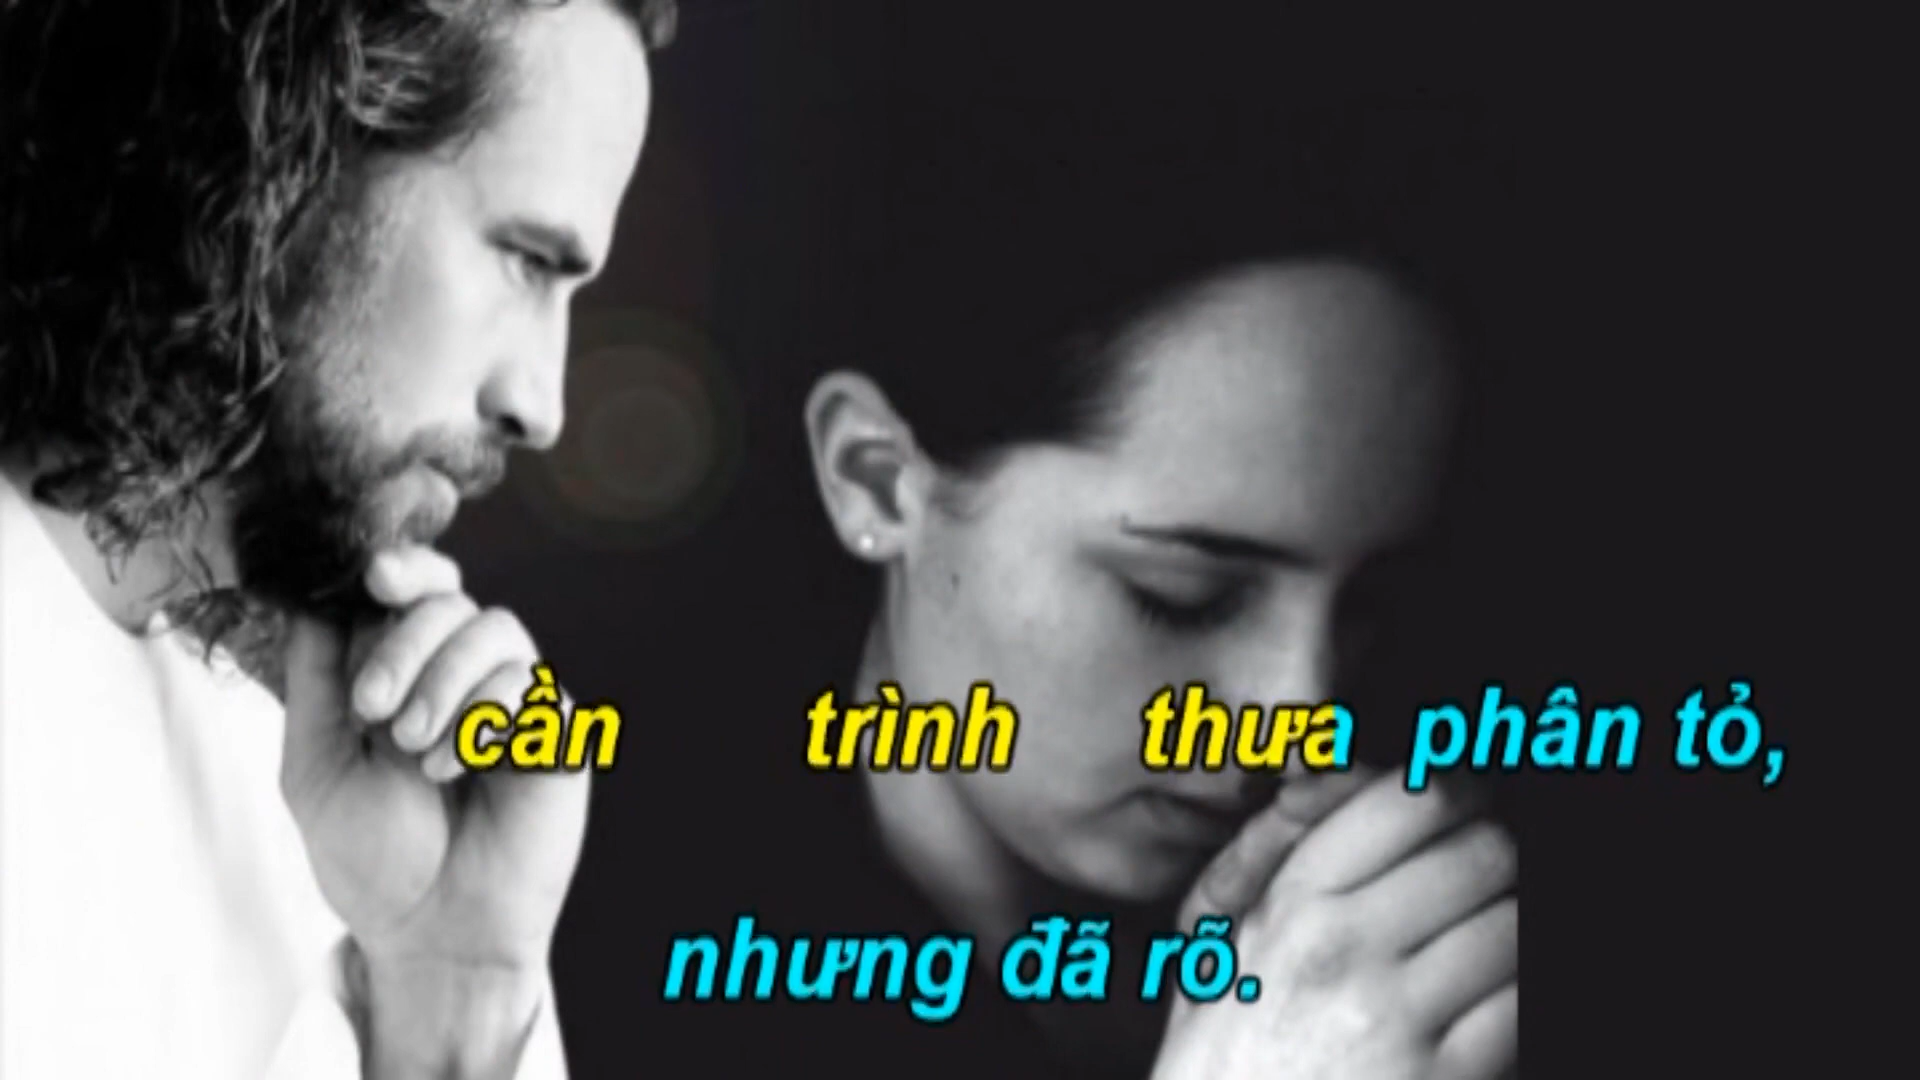 cần trình thưa phân tỏ,
nhưng đã rõ.